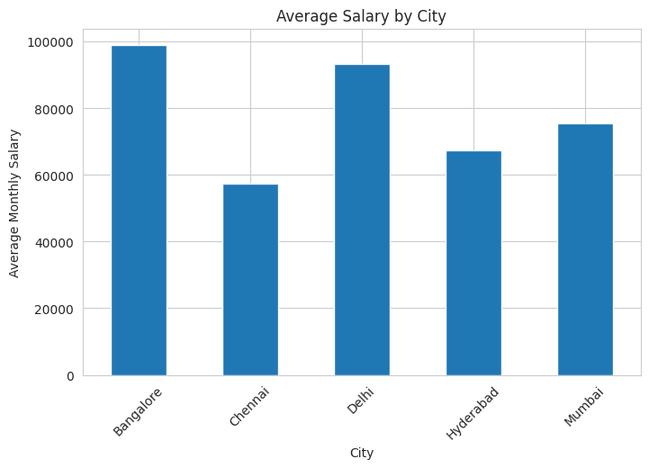 Average Salary by City
Average Monthly Salary
100000
80000
60000
40000
20000
0
Bangalore
Chennai
Delhi
Hyderabad
Mumbai
City